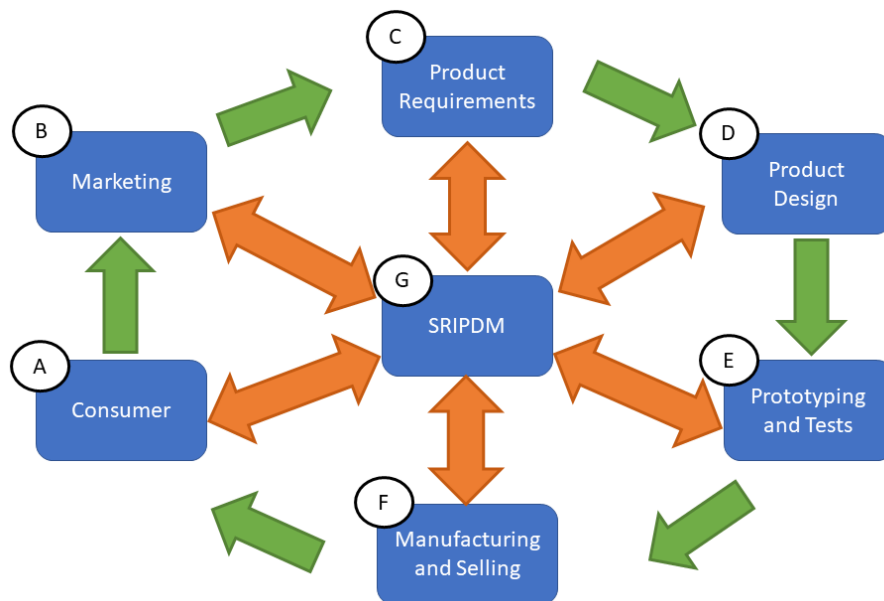 C
Product
Requirements
B
Marketing
D
Product
Design
G
SRIPDM
A
Consumer
E
Prototyping
and Tests
F
Manufacturing
and Selling